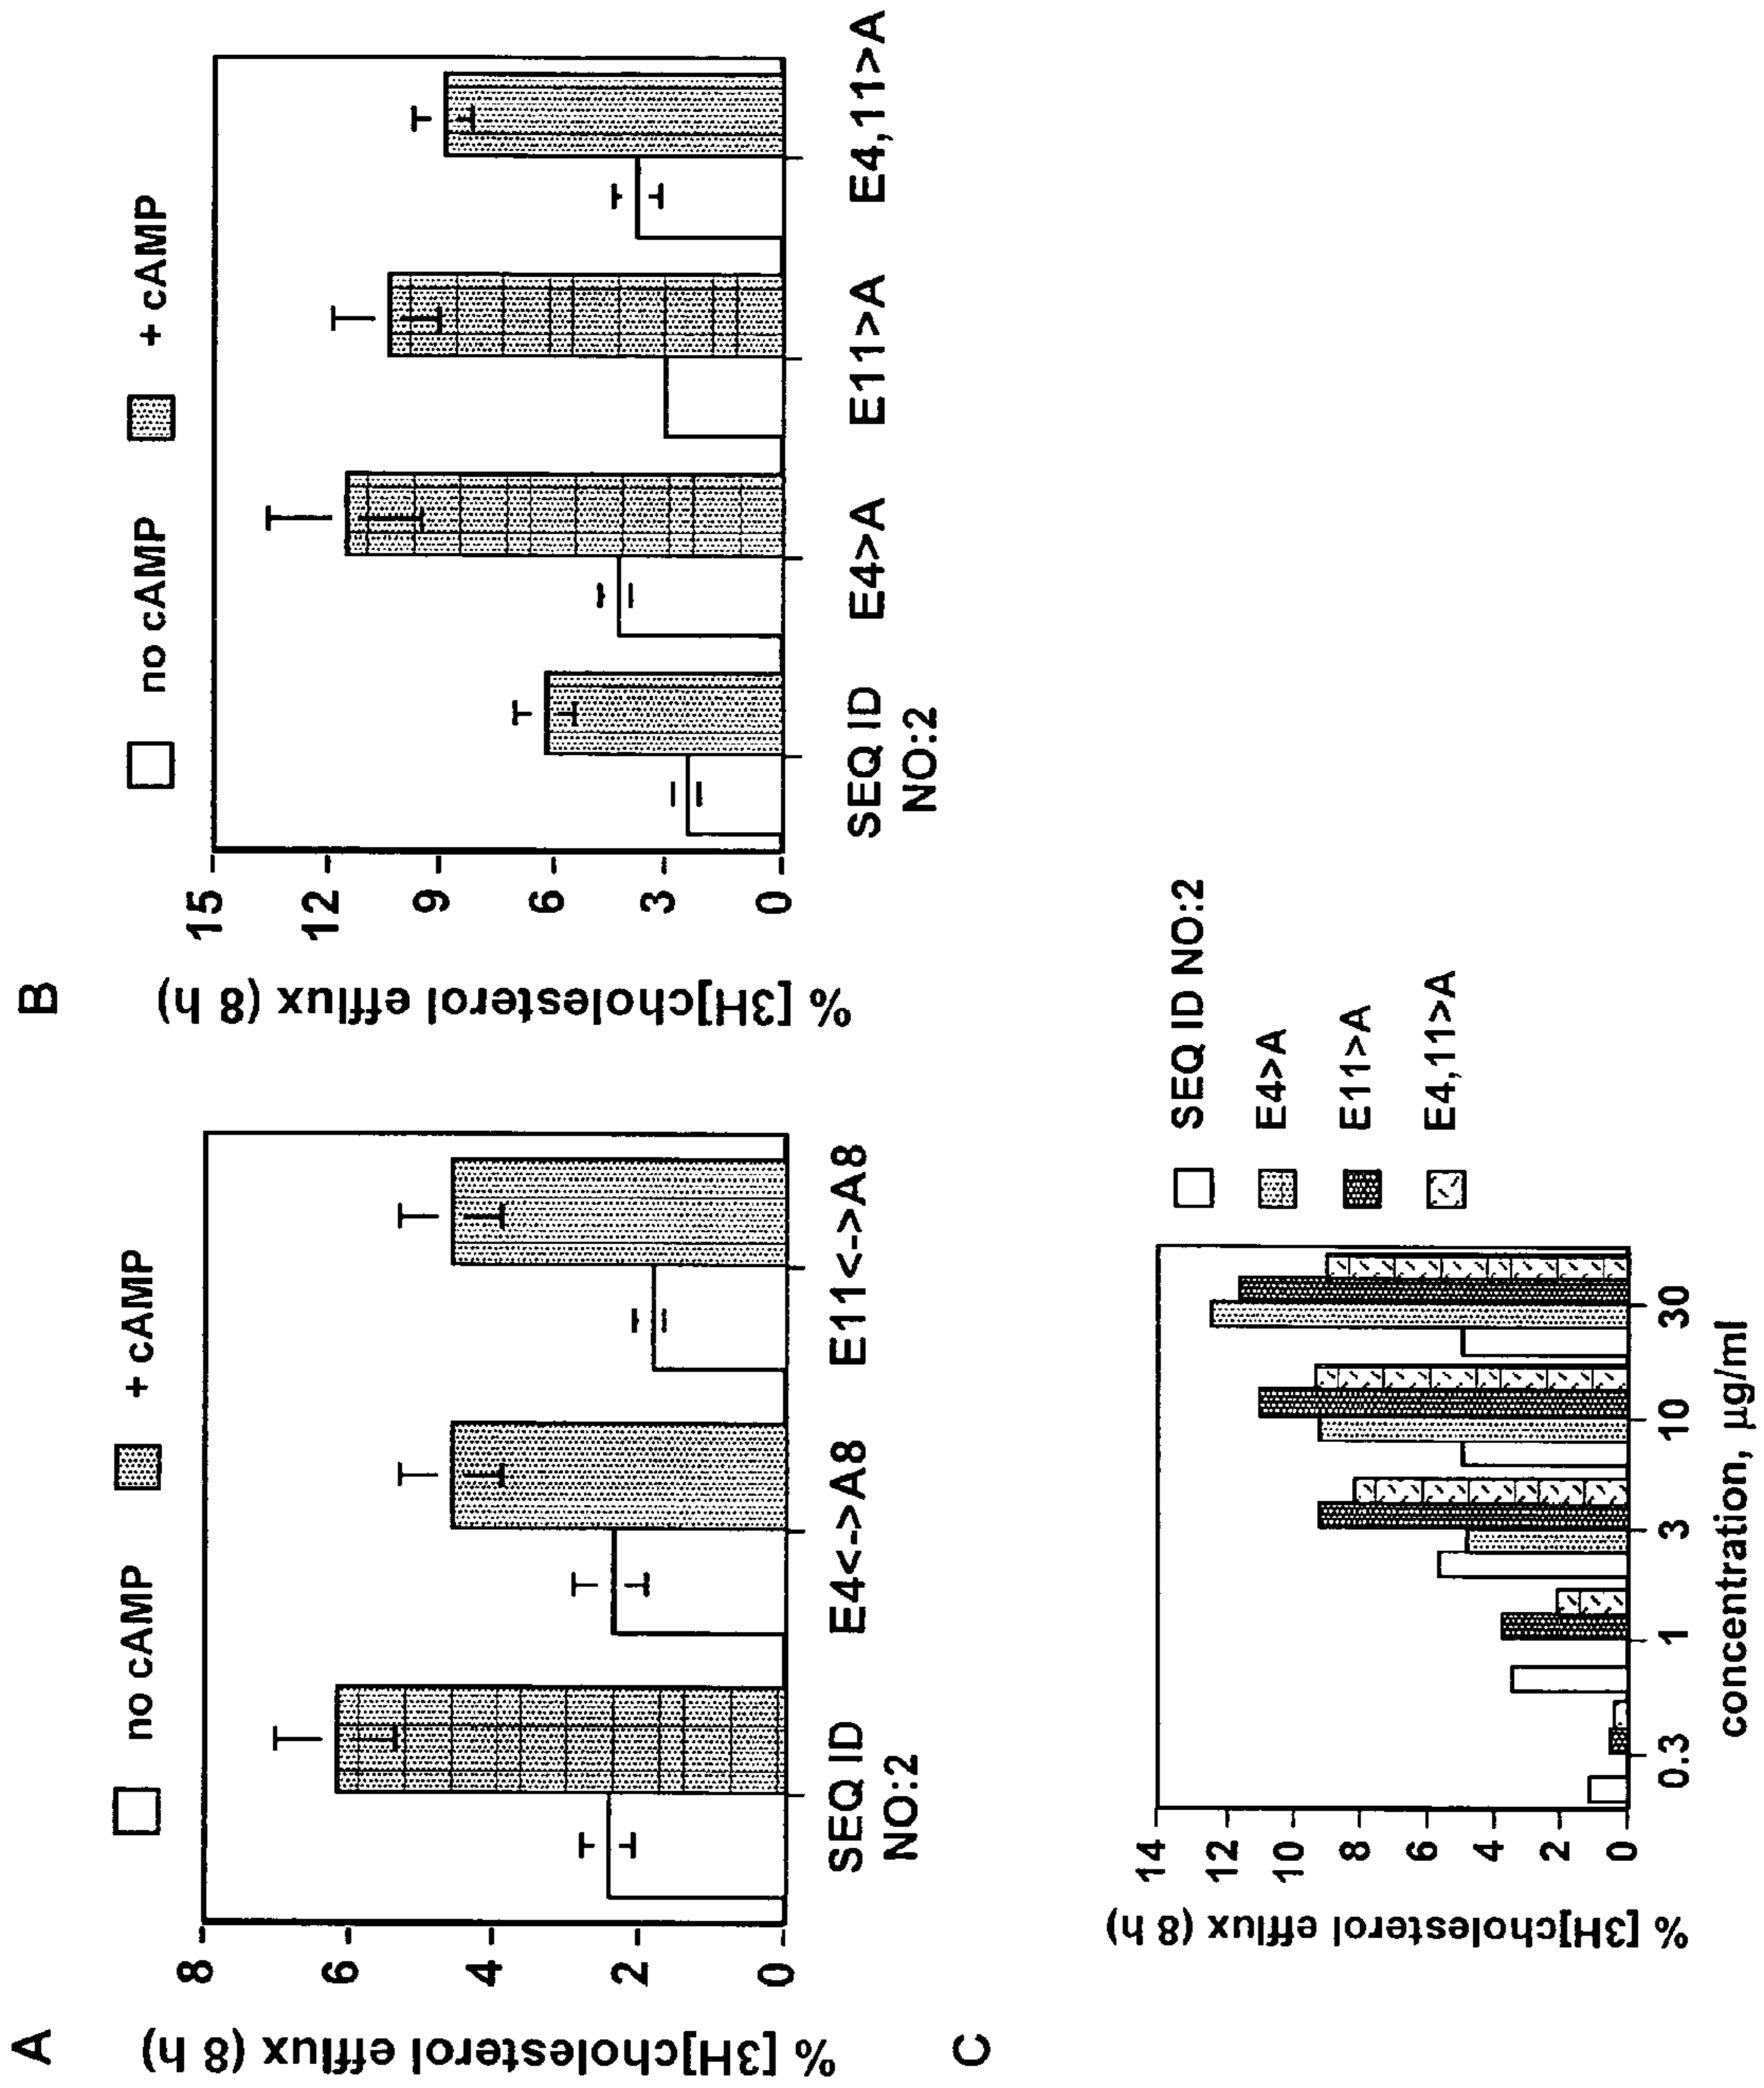 A
no cAMP + cAMP
% [3H]cholesterol efflux (8 h)
8
6
4
2
0
SEQ ID E4<->A8 E11<->A8
NO:2
B
no cAMP + cAMP
% [3H]cholesterol efflux (8 h)
15
12
9
6
3
0
SEQ ID E4>A E11>A E4,11>A
NO:2
C
% [3H]cholesterol efflux (8 h)
14
12
10
8
6
4
2
0
0.3 1 3 10 30
concentration, µg/ml
SEQ ID NO:2
E4>A
E11>A
E4,11>A